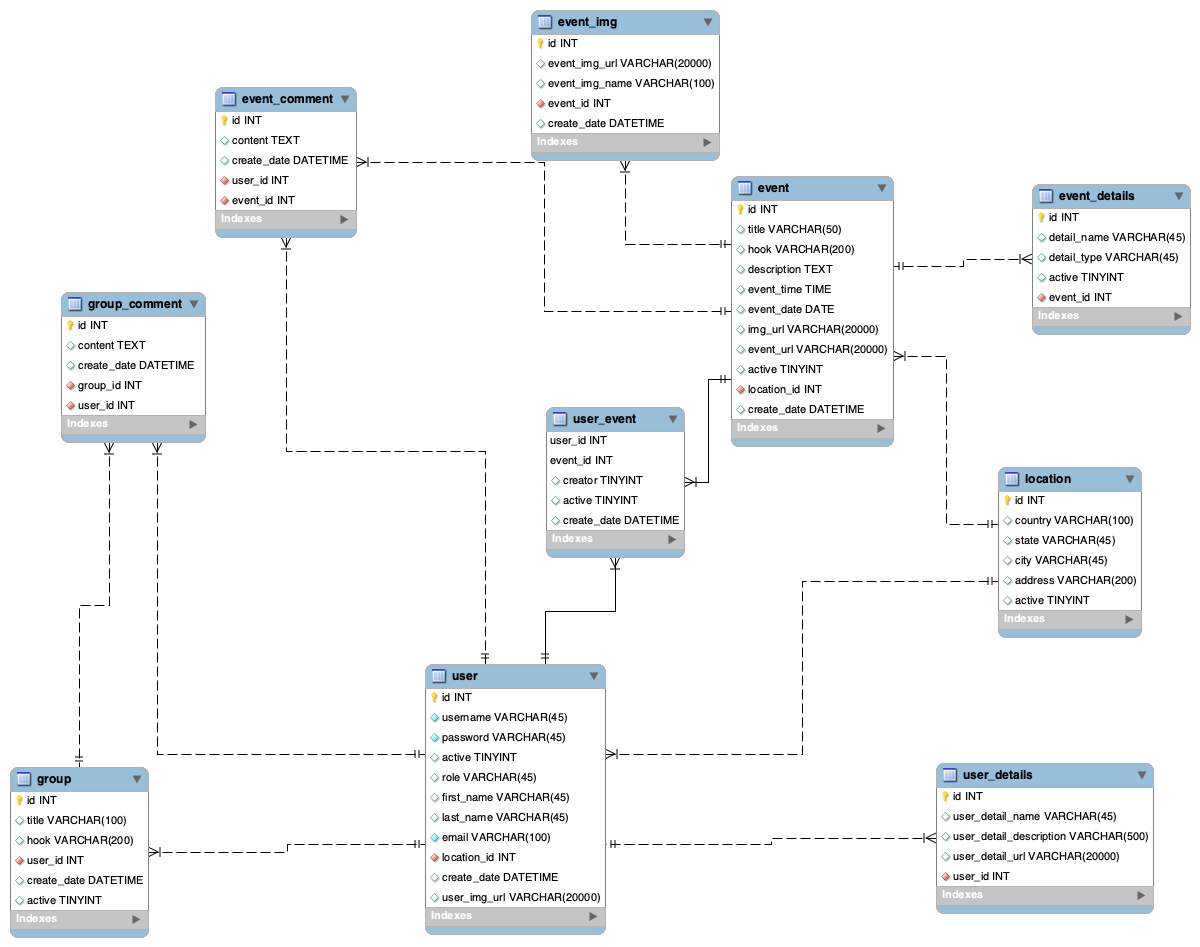 event_img
id INT
event_img_url VARCHAR(20000)
event_img_name VARCHAR(100)
event_id INT
create_date DATETIME
Indexes
event_comment
id INT
content TEXT
create_date DATETIME
user_id INT
event_id INT
Indexes
event
id INT
title VARCHAR(50)
hook VARCHAR(200)
description TEXT
event_time TIME
event_date DATE
img_url VARCHAR(20000)
event_url VARCHAR(20000)
active TINYINT
location_id INT
create_date DATETIME
Indexes
event_details
id INT
detail_name VARCHAR(45)
detail_type VARCHAR(45)
active TINYINT
event_id INT
Indexes
group_comment
id INT
content TEXT
create_date DATETIME
group_id INT
user_id INT
Indexes
user_event
user_id INT
event_id INT
creator TINYINT
active TINYINT
create_date DATETIME
Indexes
location
id INT
country VARCHAR(100)
state VARCHAR(45)
city VARCHAR(45)
address VARCHAR(200)
active TINYINT
Indexes
user
id INT
username VARCHAR(45)
password VARCHAR(45)
active TINYINT
role VARCHAR(45)
first_name VARCHAR(45)
last_name VARCHAR(45)
email VARCHAR(100)
location_id INT
create_date DATETIME
user_img_url VARCHAR(20000)
Indexes
group
id INT
title VARCHAR(100)
hook VARCHAR(200)
user_id INT
create_date DATETIME
active TINYINT
Indexes
user_details
id INT
user_detail_name VARCHAR(45)
user_detail_description VARCHAR(500)
user_detail_url VARCHAR(20000)
user_id INT
Indexes